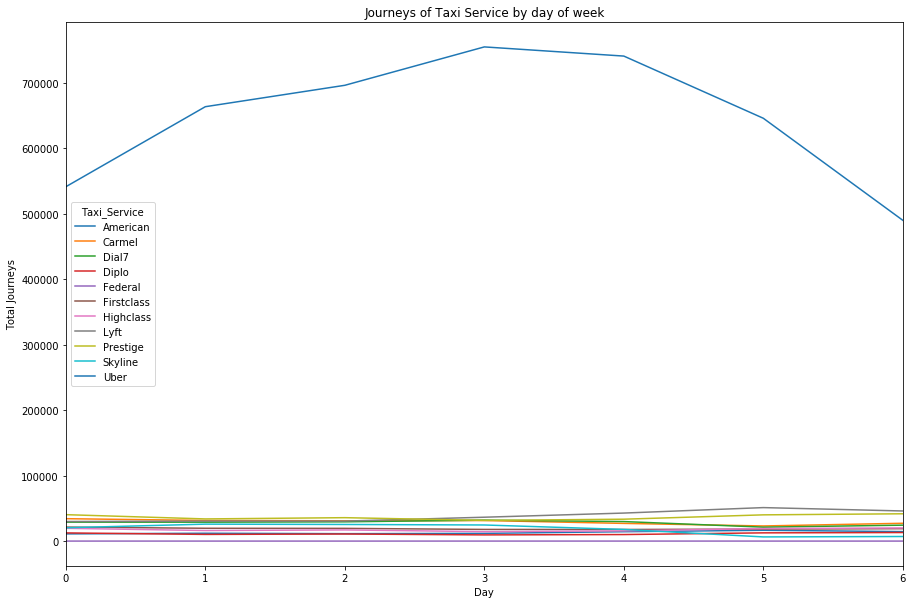 Journeys of Taxi Service by day of week
700000
600000
500000
400000
300000
200000
100000
0
Total Journeys
Taxi_Service
American
Carmel
Dial7
Diplo
Federal
Firstclass
Highclass
Lyft
Prestige
Skyline
Uber
0 1 2 3 4 5 6
Day